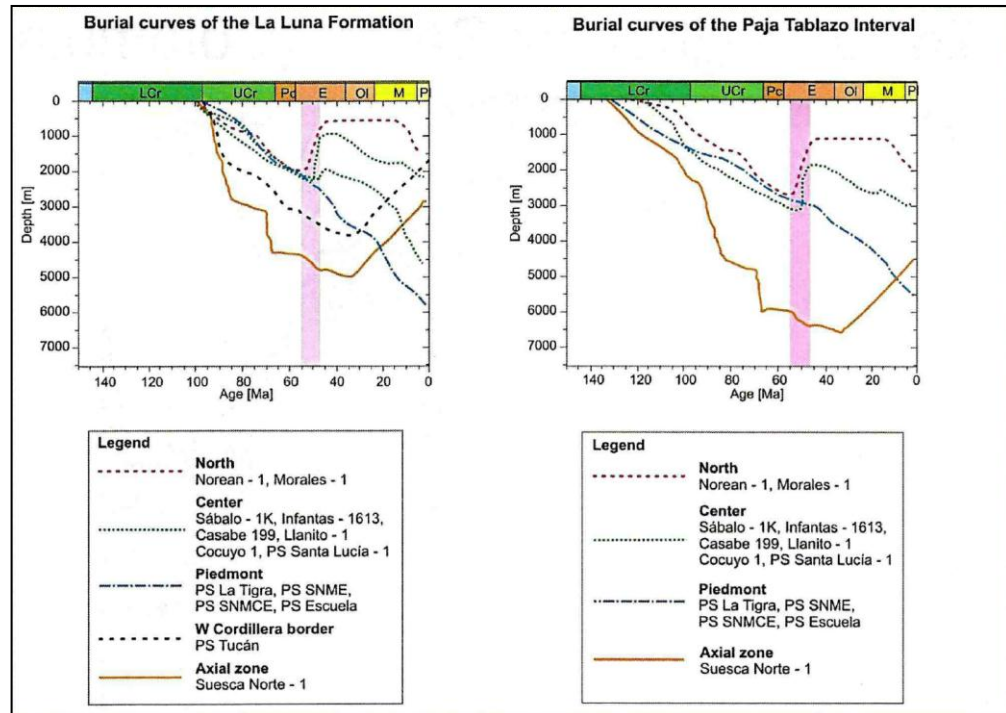 Burial curves of the La Luna Formation
LCr UCr Pc E Ol M Pl
0
1000
2000
3000
4000
5000
6000
7000
Depth [m]
140 120 100 80 60 40 20 0
Age [Ma]
Legend
North
Norean - 1, Morales - 1
Center
Sábalo - 1K, Infantas - 1613,
Casabe 199, Llanito - 1
Cocuyo 1, PS Santa Lucía - 1
Piedmont
PS La Tigra, PS SNME,
PS SNMCE, PS Escuela
W Cordillera border
PS Tucán
Axial zone
Suesca Norte - 1
Burial curves of the Paja Tablazo Interval
LCr UCr Pc E Ol M P
0
1000
2000
3000
4000
5000
6000
7000
Depth [m]
140 120 100 80 60 40 20 0
Age [Ma]
Legend
North
Norean - 1, Morales - 1
Center
Sábalo - 1K, Infantas - 1613,
Casabe 199, Llanito - 1
Cocuyo 1, PS Santa Lucía - 1
Piedmont
PS La Tigra, PS SNME,
PS SNMCE, PS Escuela
Axial zone
Suesca Norte - 1